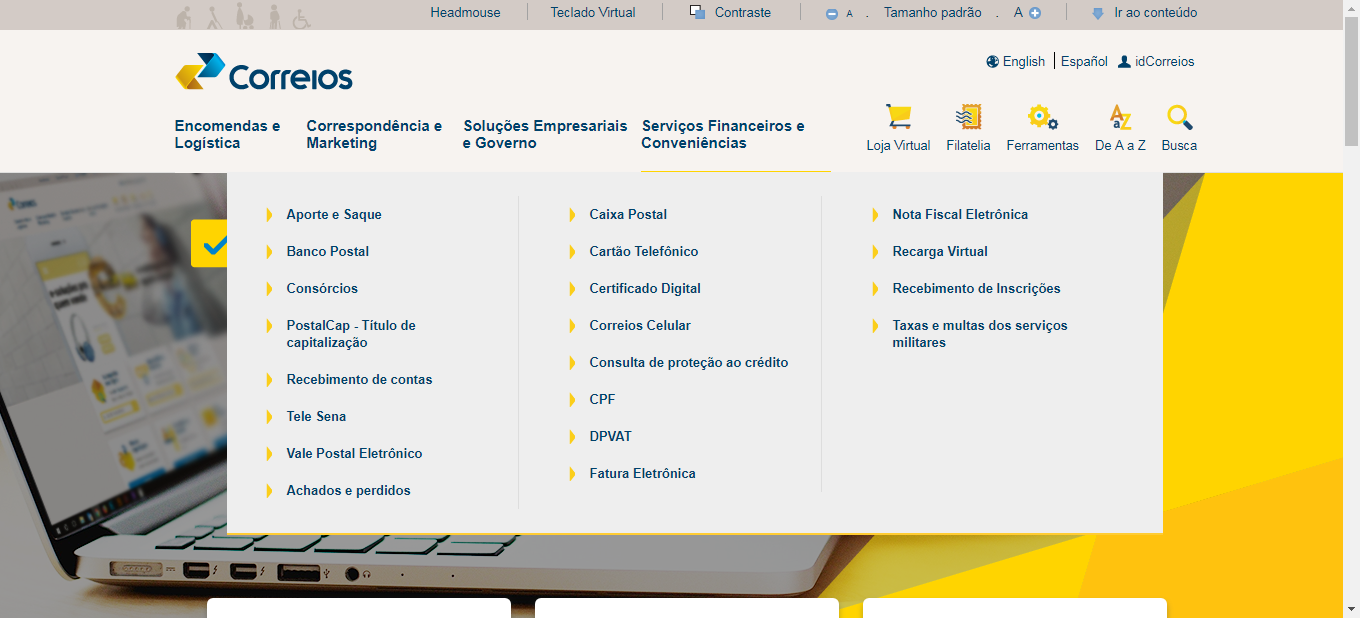 Headmouse
Teclado Virtual
Contraste
A . Tamanho padrão . A
Ir ao conteúdo
Correios
English
Español
idCorreios
Encomendas e
Logística
Correspondência e
Marketing
Soluções Empresariais
e Governo
Serviços Financeiros e
Conveniências
Loja Virtual
Filatelia
Ferramentas
De A a Z
Busca
Aporte e Saque
Banco Postal
Consórcios
PostalCap - Título de
capitalização
Recebimento de contas
Tele Sena
Vale Postal Eletrônico
Achados e perdidos
Caixa Postal
Cartão Telefônico
Certificado Digital
Correios Celular
Consulta de proteção ao crédito
CPF
DPVAT
Fatura Eletrônica
Nota Fiscal Eletrônica
Recarga Virtual
Recebimento de Inscrições
Taxas e multas dos serviços
militares